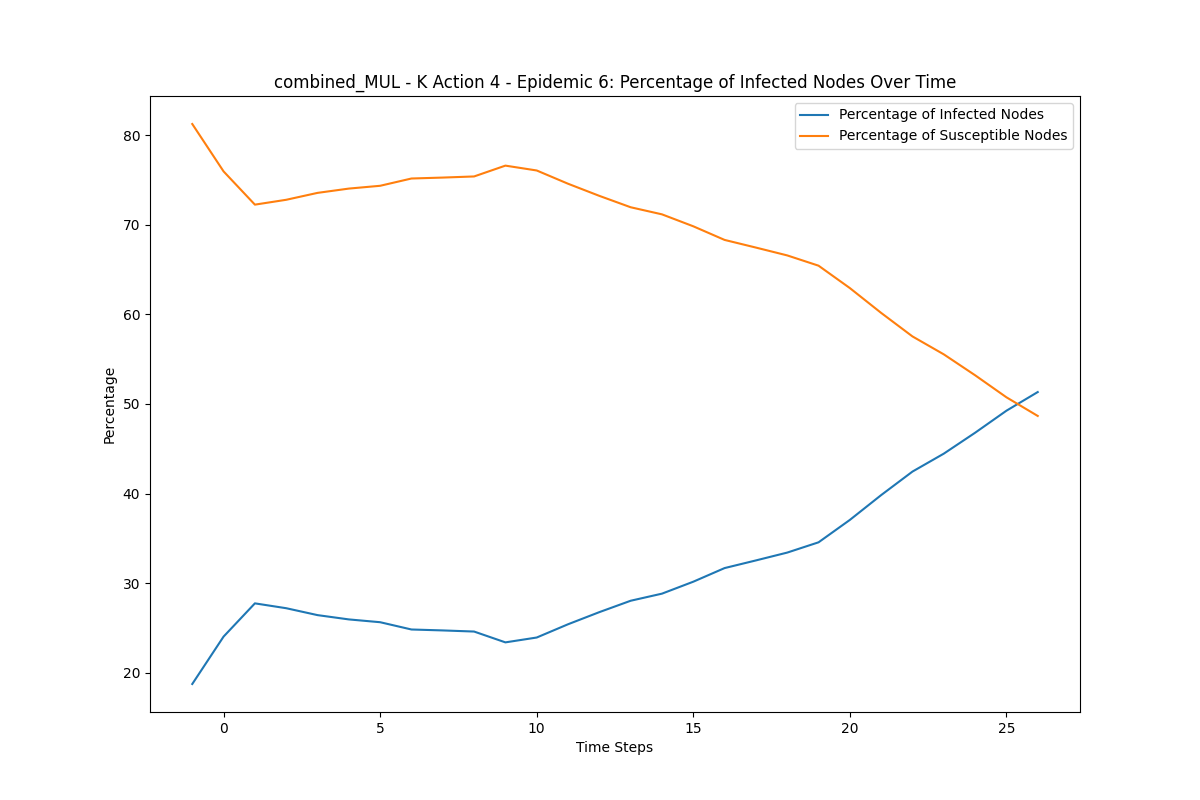 combined_MUL - K Action 4 - Epidemic 6: Percentage of Infected Nodes Over Time
Percentage of Infected Nodes
Percentage of Susceptible Nodes
80
70
60
50
40
30
20
Percentage
0 5 10 15 20 25
Time Steps